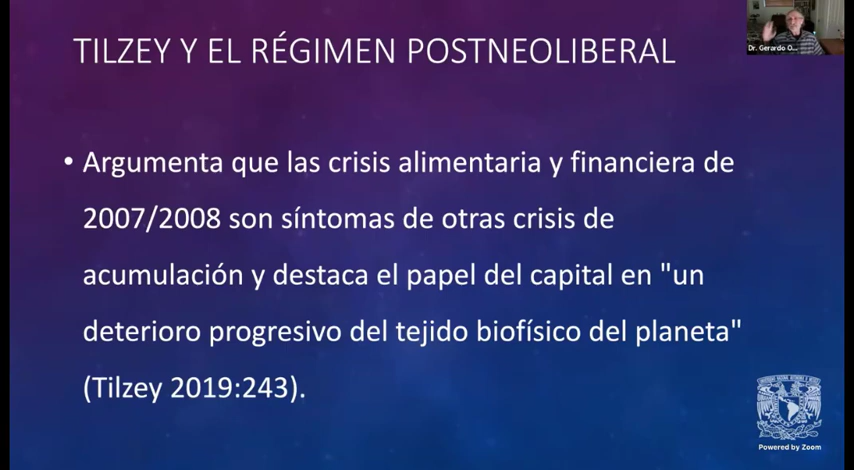 TILZEY Y EL RÉGIMEN POSTNEOLIBERAL
Dr. Gerardo O...
• Argumenta que las crisis alimentaria y financiera de
2007/2008 son síntomas de otras crisis de
acumulación y destaca el papel del capital en "un
deterioro progresivo del tejido biofísico del planeta"
(Tilzey 2019:243).
Powered by Zoom